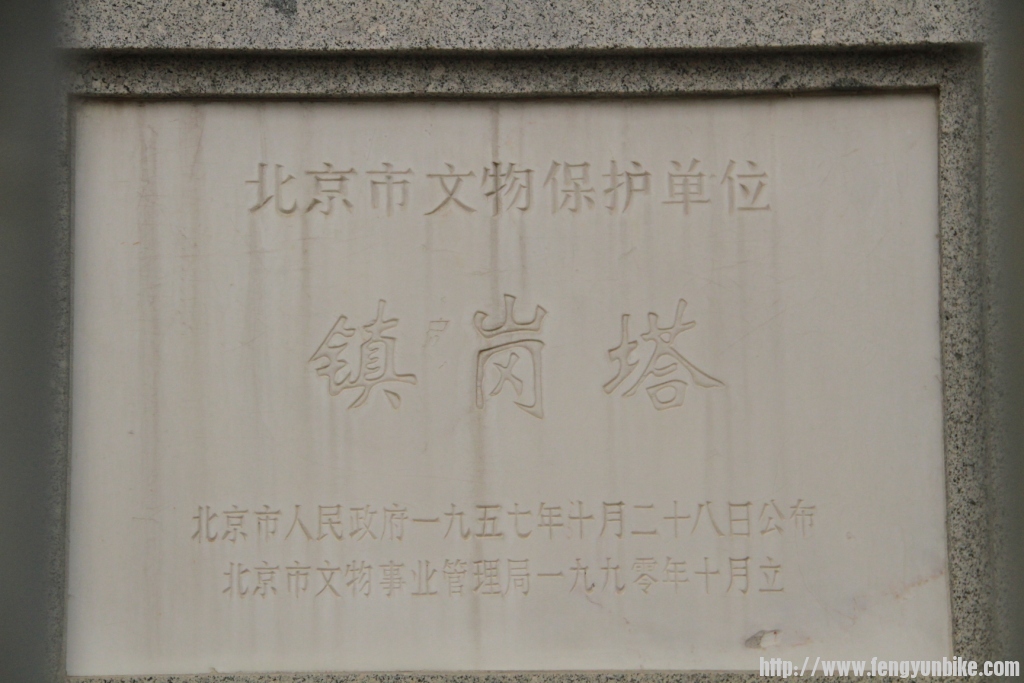 北京市文物保护单位
镇岗塔
北京市人民政府一九五七年十月二十八日公布
北京市文物事业管理局一九九零年十月立
http://www.fengyunbike.com